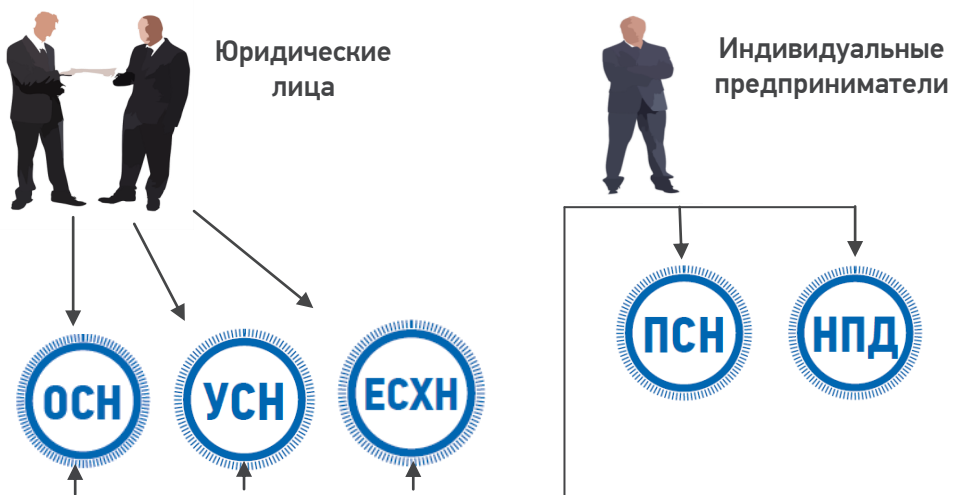 Юридические
лица
Индивидуальные
предприниматели
ПСН
НПД
ОСН
УСН
ЕСХН